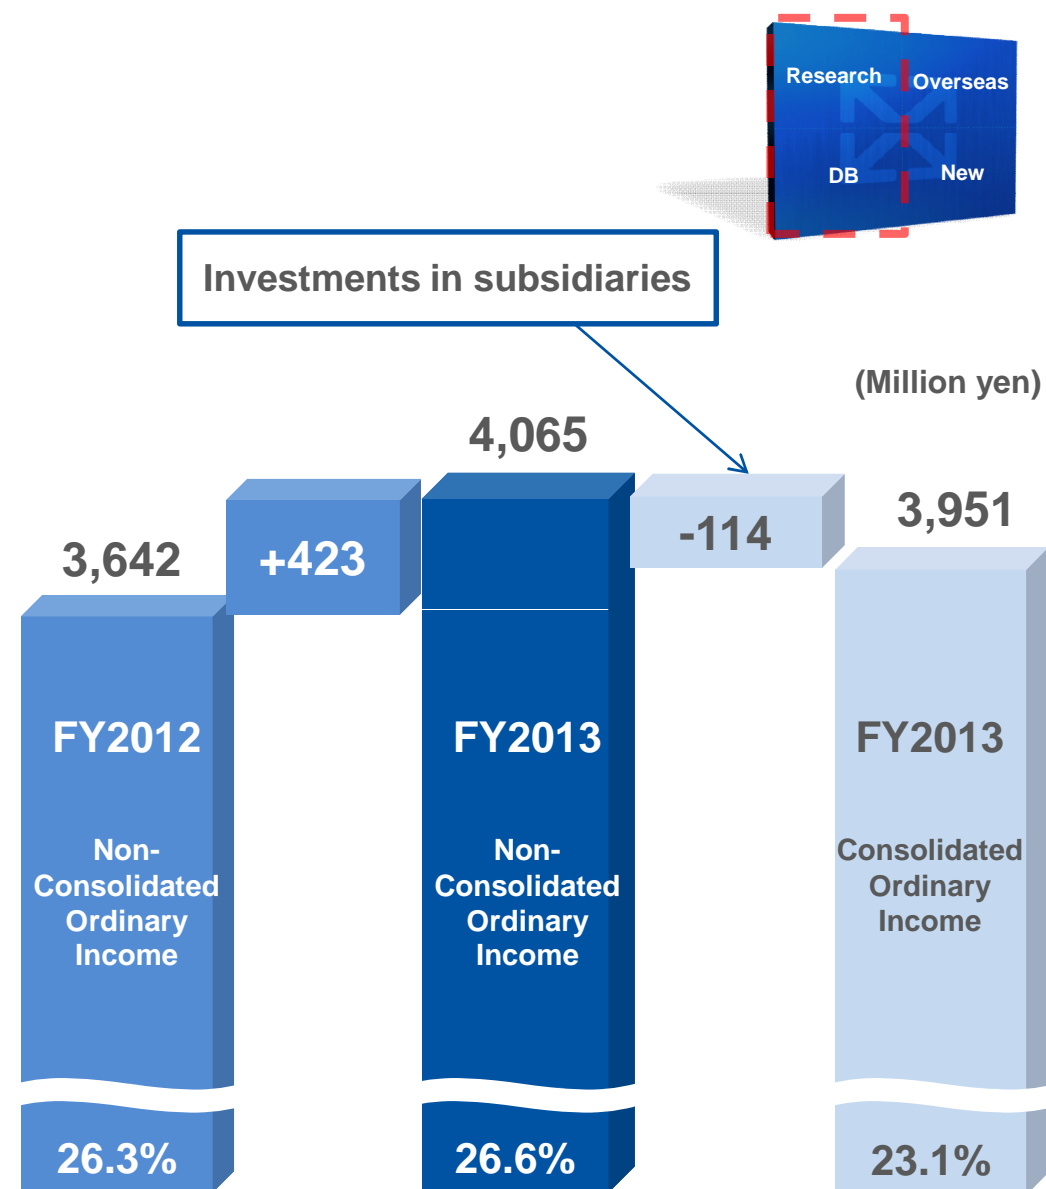 Research
Overseas
DB
New
Investments in subsidiaries
(Million yen)
4,065
3,951
3,642
+423
-114
FY2012
Non-
Consolidated
Ordinary
Income
FY2013
Non-
Consolidated
Ordinary
Income
FY2013
Consolidated
Ordinary
Income
26.3%
26.6%
23.1%